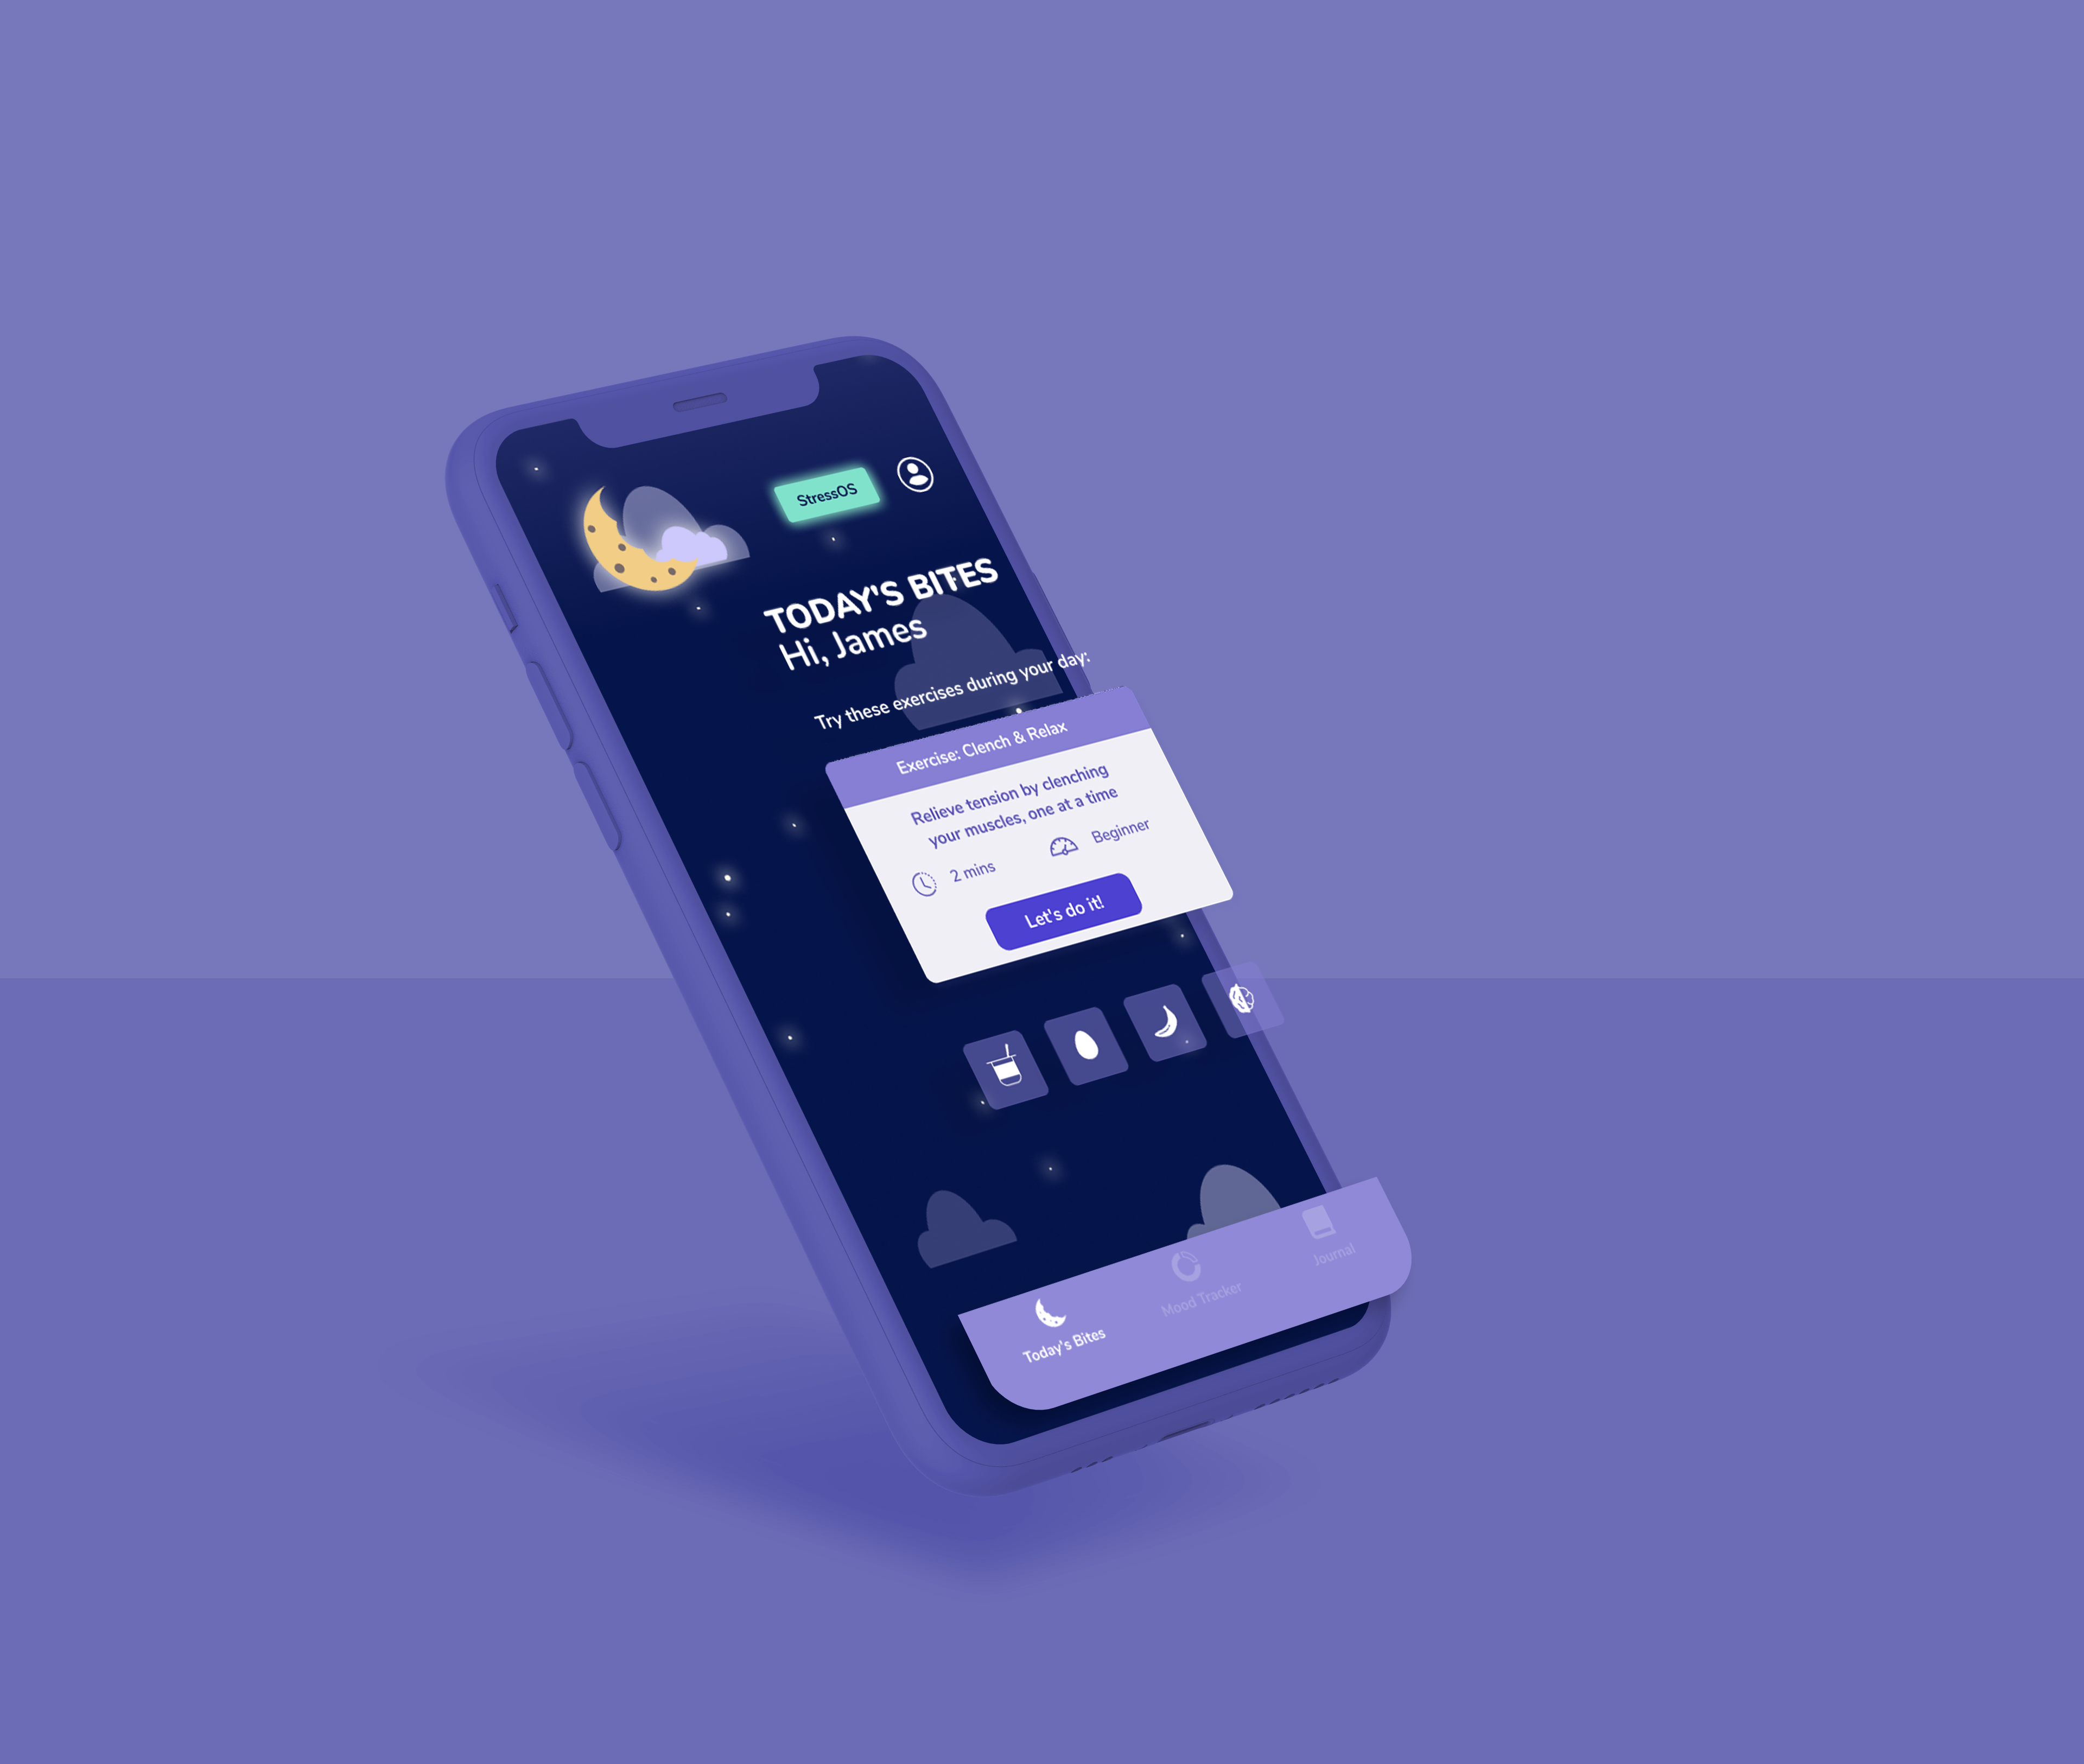 StressOS
TODAY'S BITES
Hi, James
Try these exercises during your day:
Exercise: Clench & Relax
Relieve tension by clenching
your muscles, one at a time
2 mins
Beginner
Let's do it!
Today's Bites
Mood Tracker
Journal